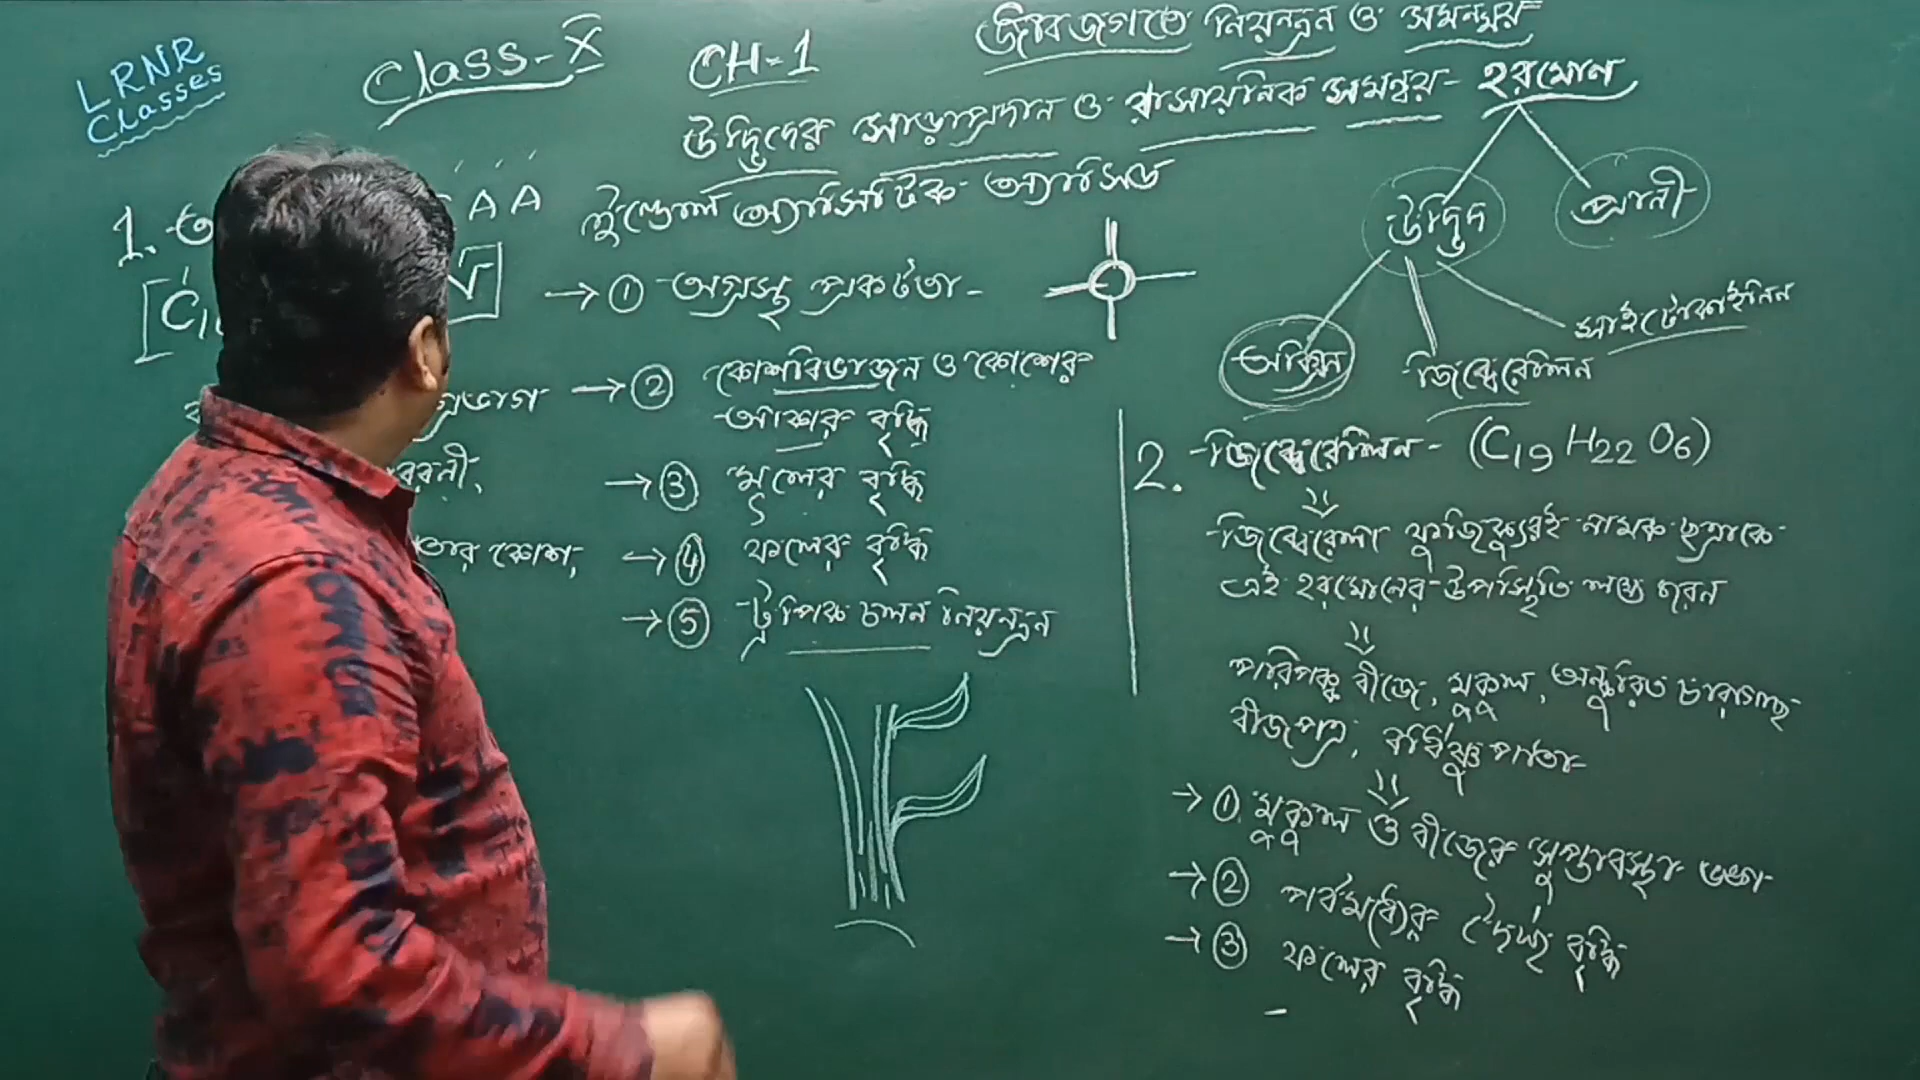 LRNR
Classes
Class-X
CH-1
জীবজগতে নিয়ন্ত্রন ও সমন্বয়
উদ্ভিদের সাড়াপ্রদান ও রাসায়নিক সমন্বয়- হরমোন
উদ্ভিদ
প্রানী
অক্সিন
জিব্বেরেলিন
সাইটোকাইনিন
1.
AA
ইন্ডোল অ্যাসিটিক অ্যাসিড
→ ① অগ্রস্থ প্রকটতা
→ ② কোশবিভাজন ও কোশের
আকার বৃদ্ধি
→ ③ মূলের বৃদ্ধি
→ ④ ফলের বৃদ্ধি
→ ⑤ ট্রপিক চলন নিয়ন্ত্রন
কোশ,
2. জিব্বেরেলিন- (C19 H22 O6)
জিব্বেরেলা ফুজিকুরই নামক ছত্রাকে
এই হরমোনের উপস্থিতি লক্ষ করেন
পরিপক্ক বীজে, মুকুল, অঙ্কুরিত চারাগাছ
বীজপত্র, বর্ধিষ্ণু পাতা
→ ① মুকুল ও বীজের সুপ্তাবস্থা ভঙ্গ
→ ② পর্বমধ্যের দৈর্ঘ্য বৃদ্ধি
→ ③ ফলের বৃদ্ধি